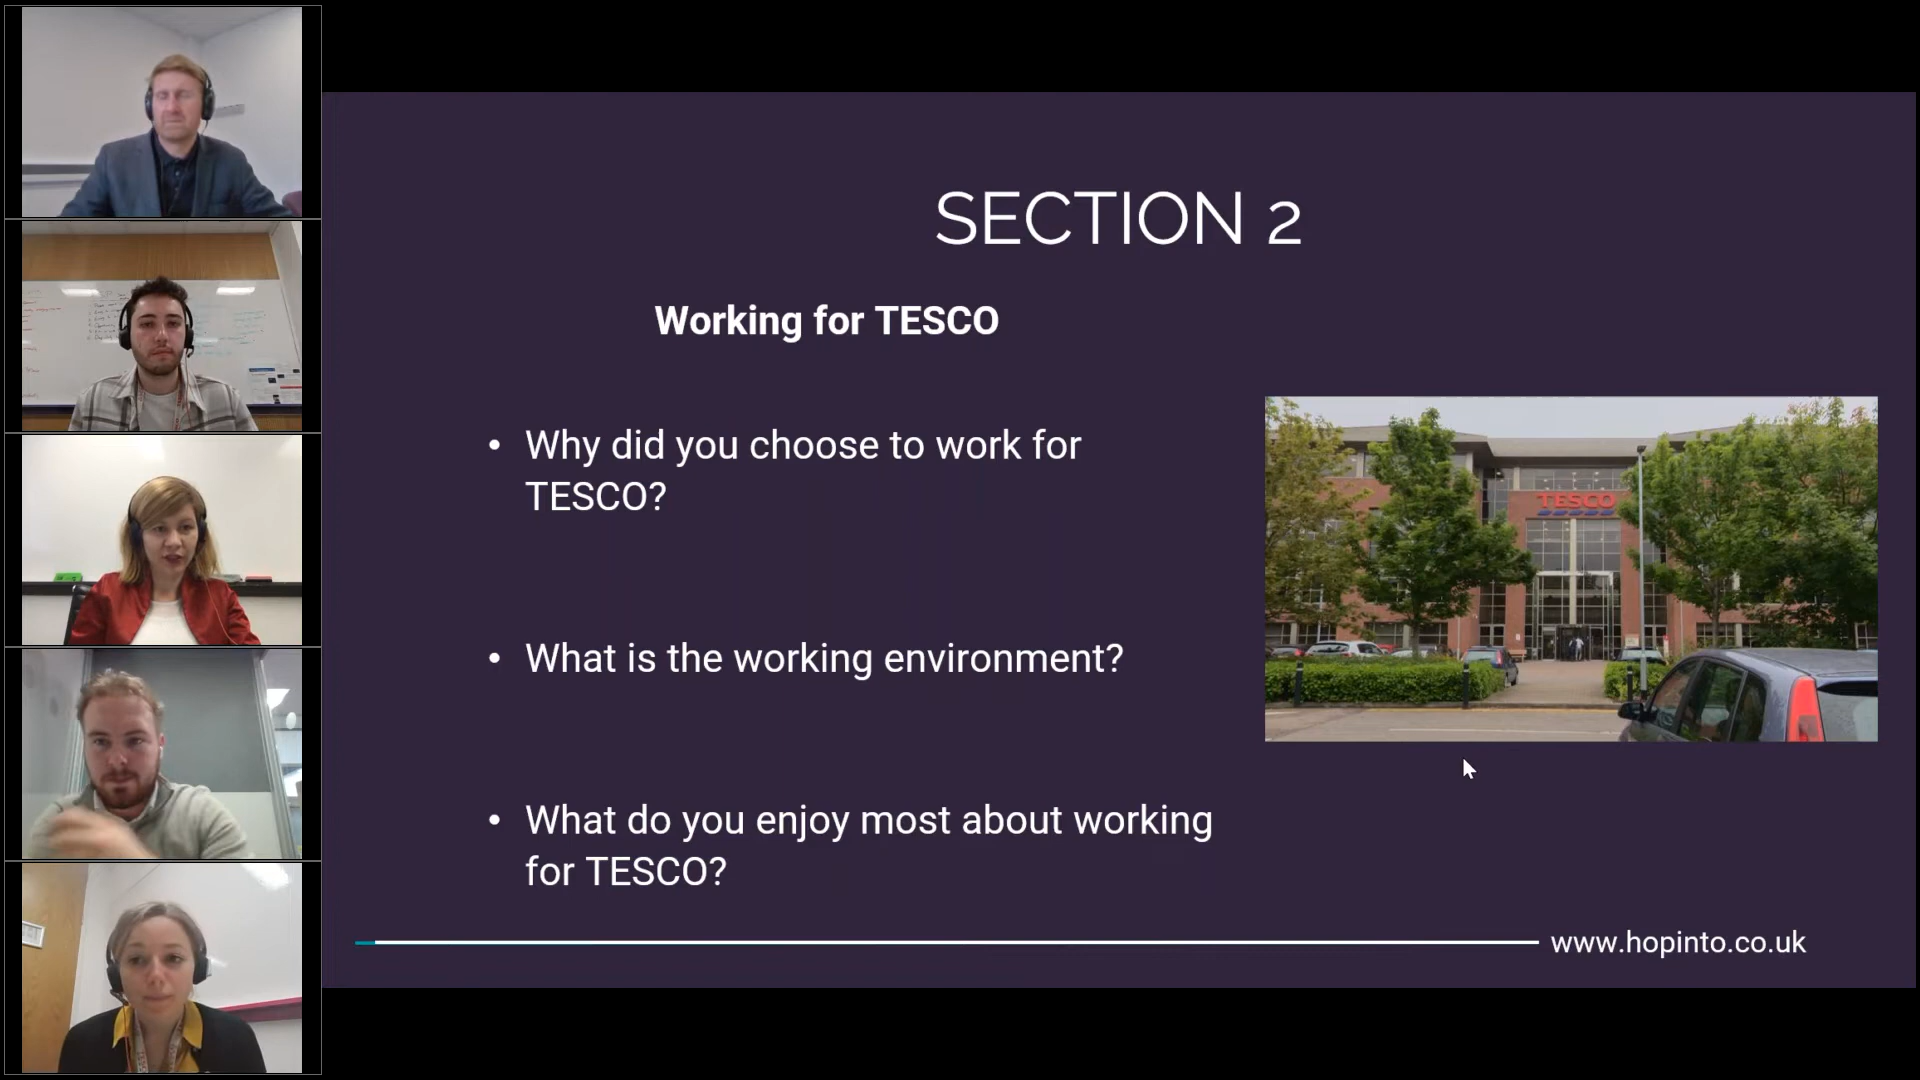 SECTION 2
Working for TESCO
• Why did you choose to work for
TESCO?
• What is the working environment?
• What do you enjoy most about working
for TESCO?
TESCO
www.hopinto.co.uk